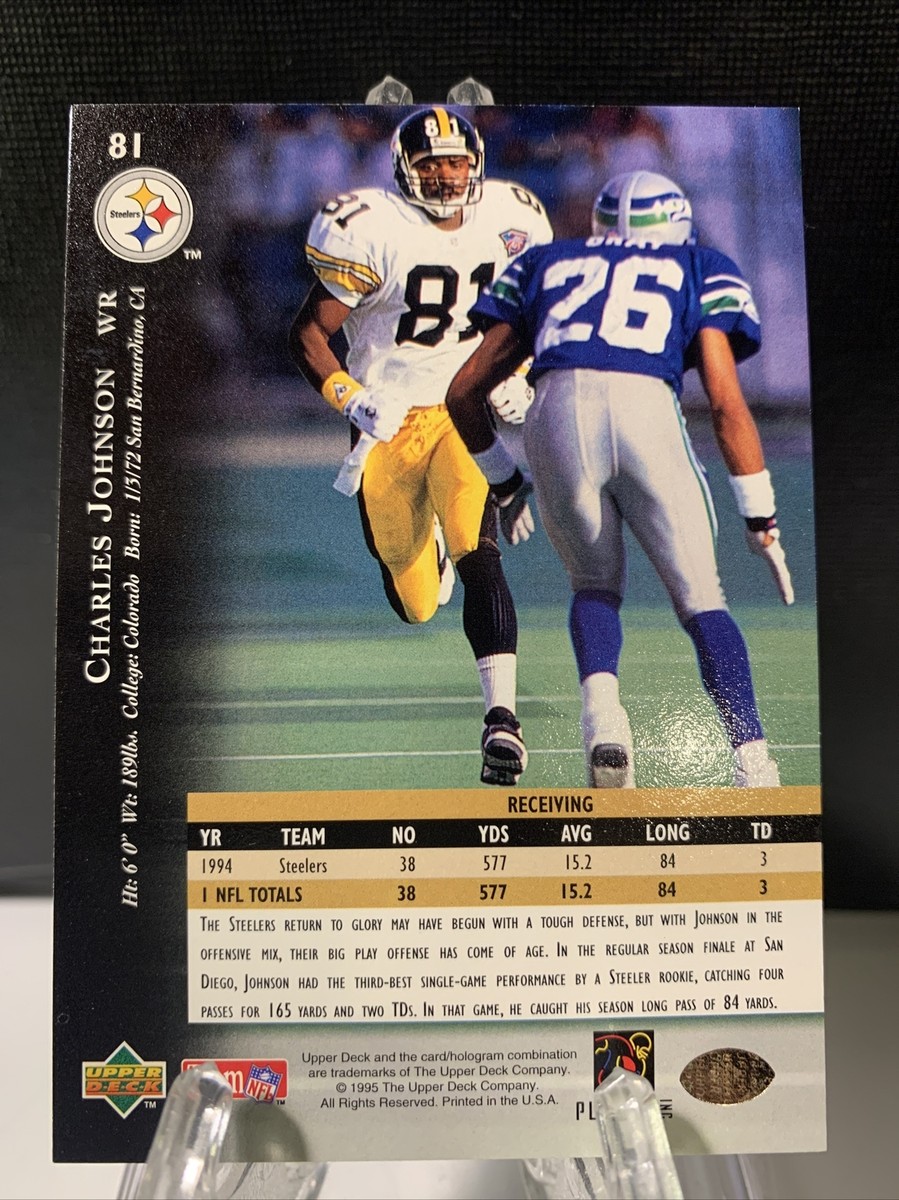 81
Steelers
TM
CHARLES JOHNSON WR
Ht: 6'0" Wt: 189lbs. College: Colorado Born: 1/3/72 San Bernardino, CA
81
81
8
81
GRAY
26
RECEIVING
YR TEAM NO YDS AVG LONG TD
1994 Steelers 38 577 15.2 84 3
1 NFL TOTALS 38 577 15.2 84 3
THE STEELERS RETURN TO GLORY MAY HAVE BEGUN WITH A TOUGH DEFENSE, BUT WITH JOHNSON IN THE
OFFENSIVE MIX, THEIR BIG PLAY OFFENSE HAS COME OF AGE. IN THE REGULAR SEASON FINALE AT SAN
DIEGO, JOHNSON HAD THE THIRD-BEST SINGLE-GAME PERFORMANCE BY A STEELER ROOKIE, CATCHING FOUR
PASSES FOR 165 YARDS AND TWO TDS. IN THAT GAME, HE CAUGHT HIS SEASON LONG PASS OF 84 YARDS.
UPPER
DECK
TM
NFL
TM
Upper Deck and the card/hologram combination
are trademarks of The Upper Deck Company.
© 1995 The Upper Deck Company.
All Rights Reserved. Printed in the U.S.A.
PL
INC